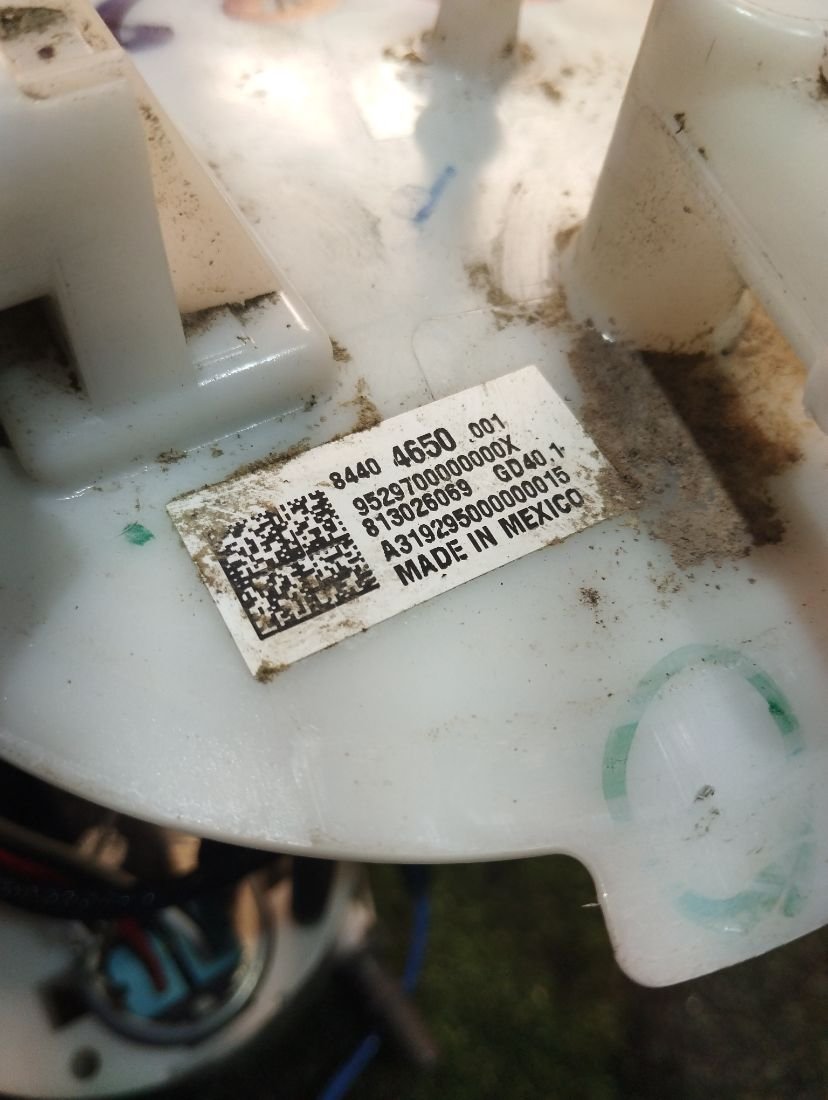 8440 4650 001
9529700000000X
813026069 GD40 1
A319295000000015
MADE IN MEXICO